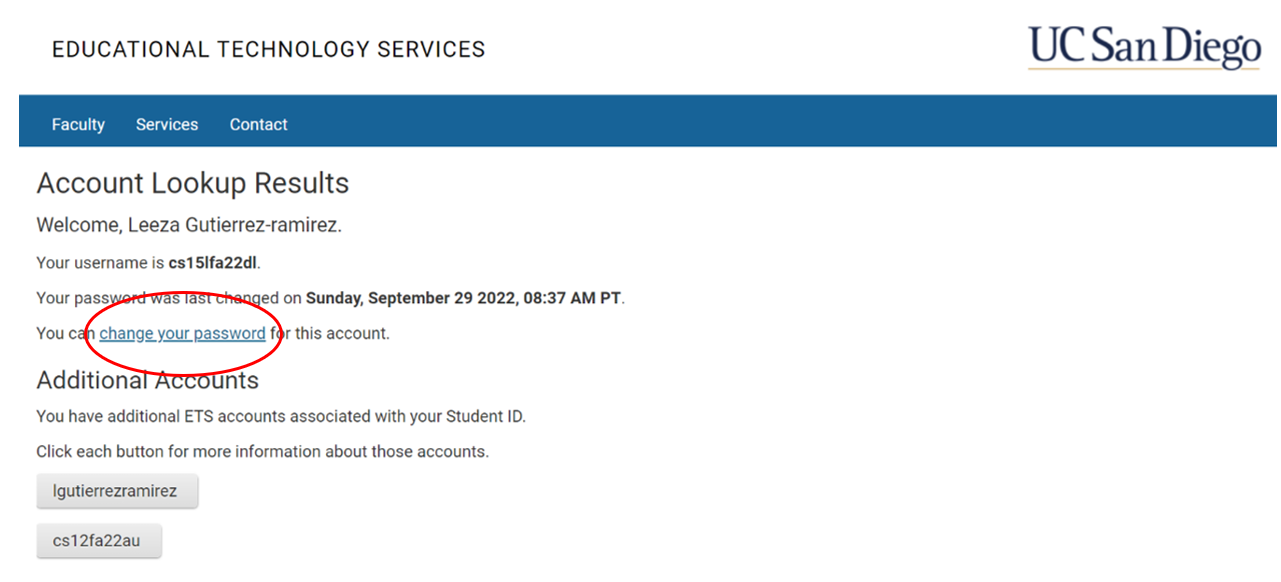 EDUCATIONAL TECHNOLOGY SERVICES
UC San Diego
Faculty Services Contact
Account Lookup Results
Welcome, Leeza Gutierrez-ramirez.
Your username is cs15lfa22dl.
Your password was last changed on Sunday, September 29 2022, 08:37 AM PT.
You can change your password for this account.
Additional Accounts
You have additional ETS accounts associated with your Student ID.
Click each button for more information about those accounts.
lgutierrezramirez
cs12fa22au